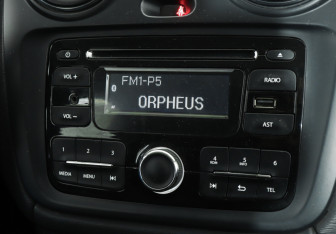 FM1-P5
ORPHEUS
VOL +
VOL −
RADIO
AST
1 2 3
4 5 6
MEDIA MENU
TEL